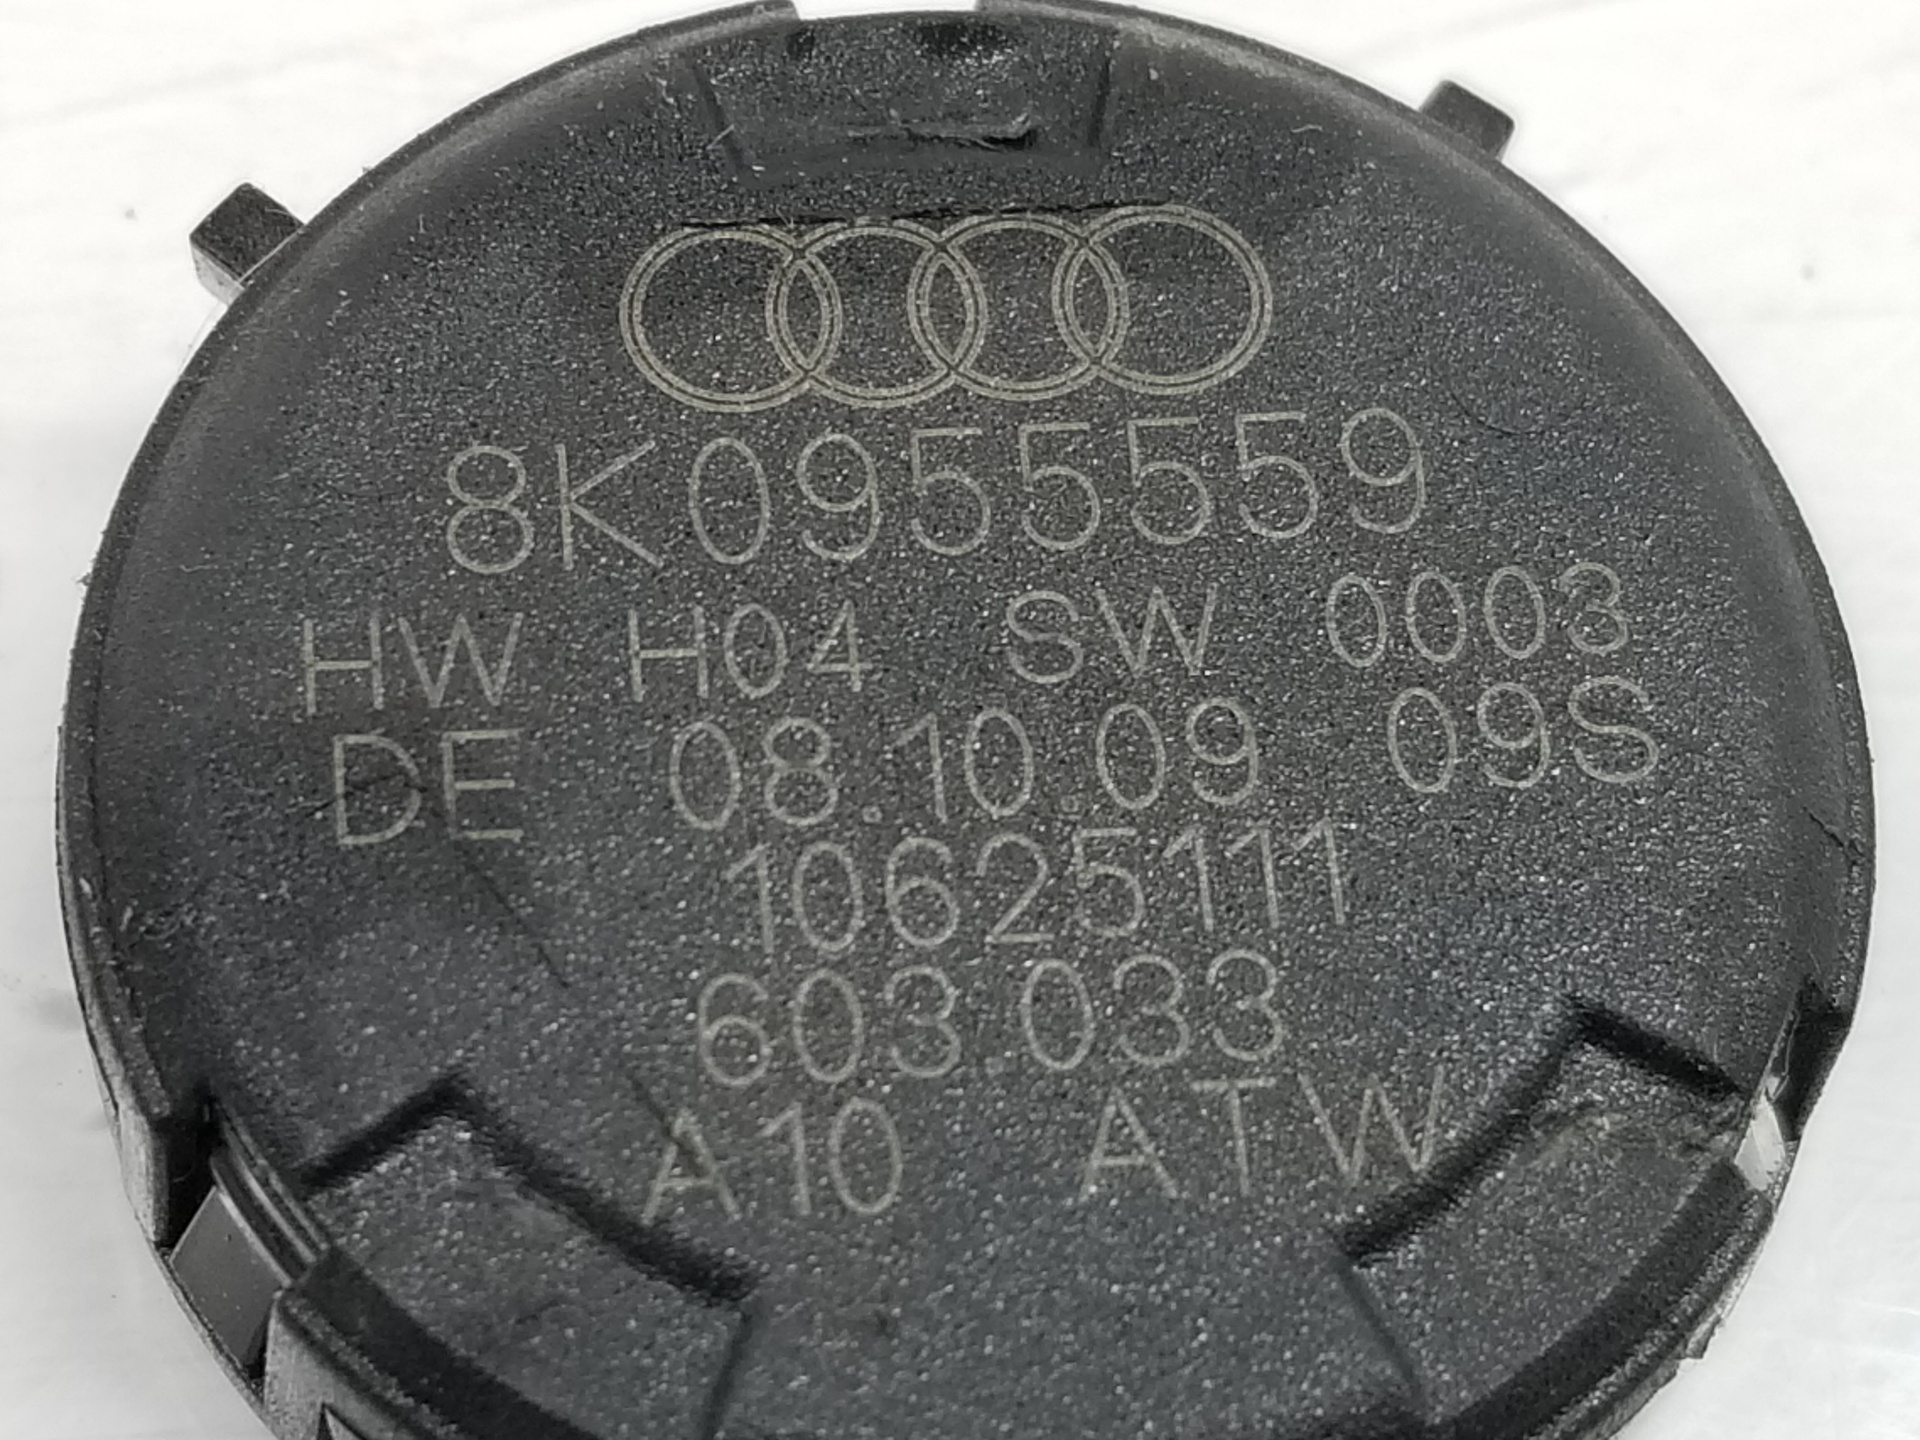 8K0955559
HW H04 SW 0003
DE 08.10.09 09S
10625111
603 033
A10 ATW